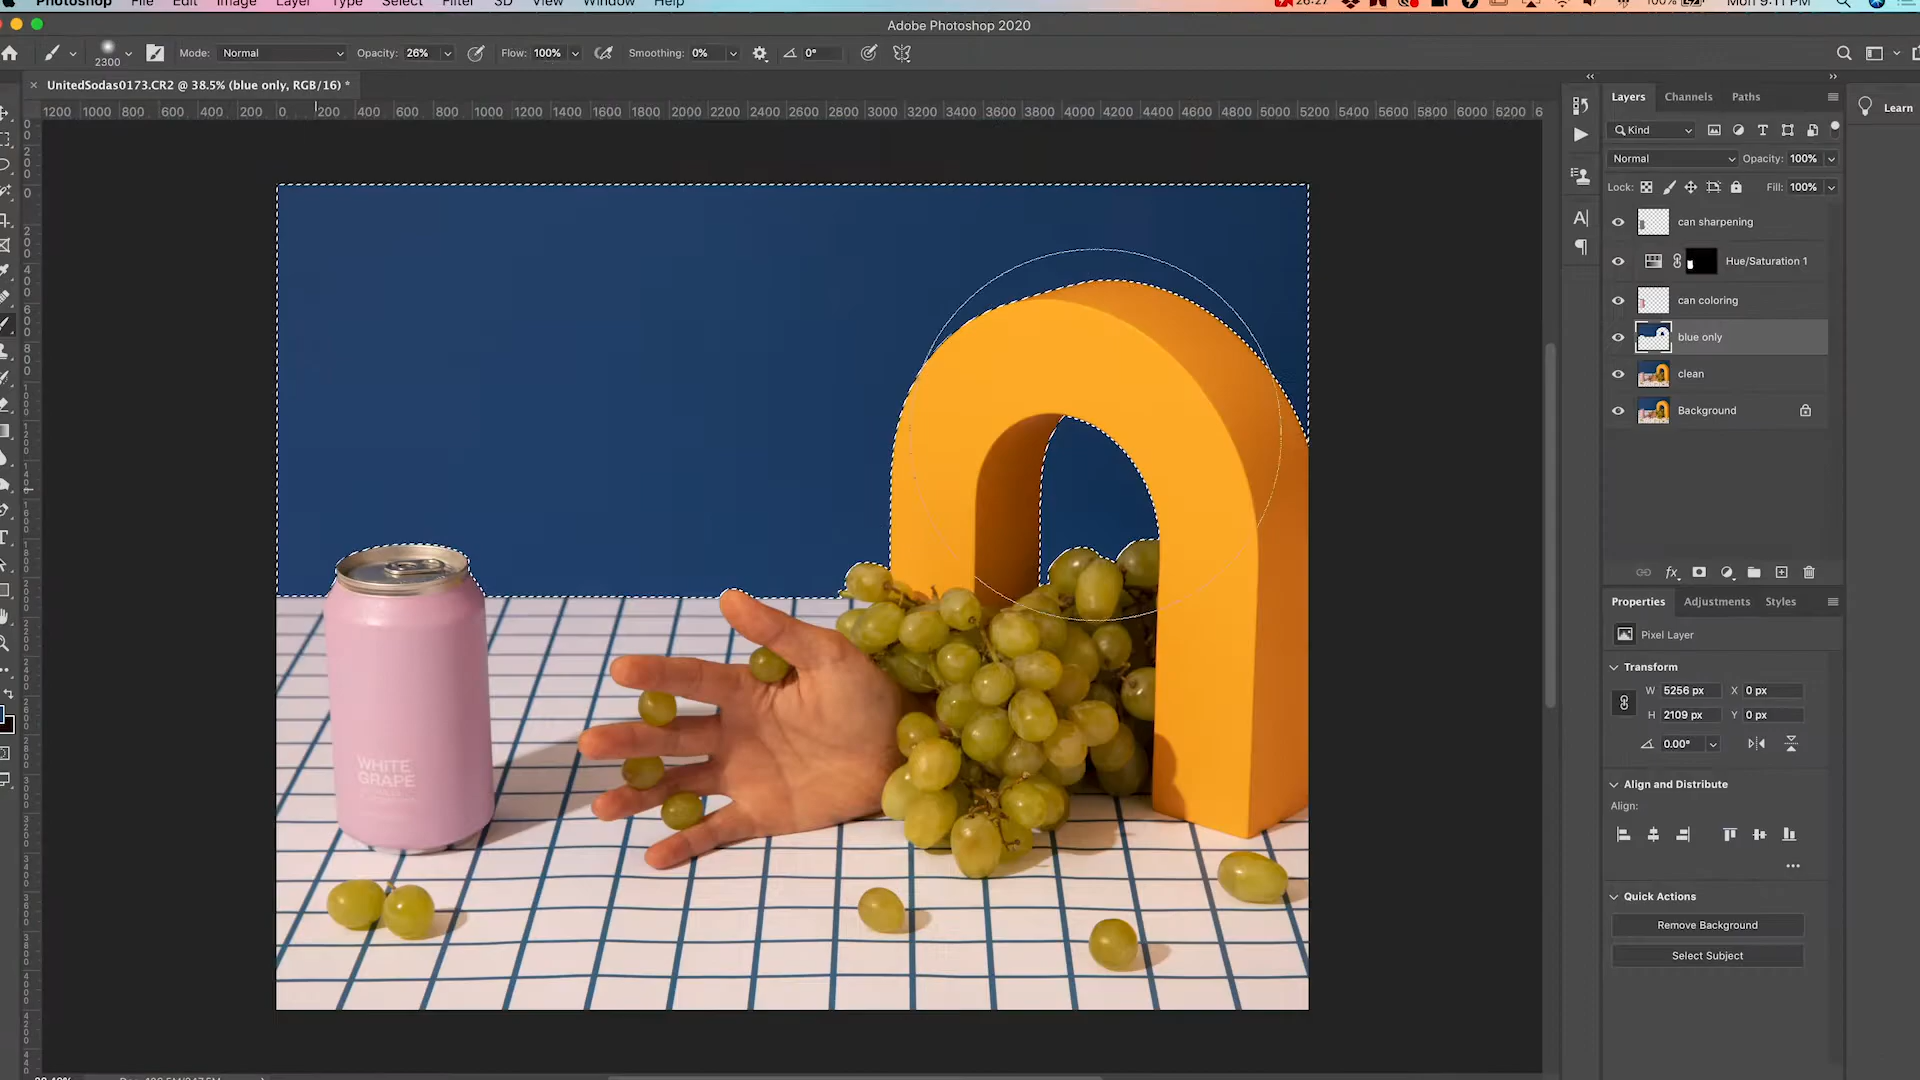 Photoshop File Edit Image Layer Type Select Filter 3D View Window Help 26:27 100% Mon 9:11 PM
Adobe Photoshop 2020
2300 Mode: Normal Opacity: 26% Flow: 100% Smoothing: 0% 0°
× UnitedSodas0173.CR2 @ 38.5% (blue only, RGB/16) *
1200 1000 800 600 400 200 0 200 400 600 800 1000 1200 1400 1600 1800 2000 2200 2400 2600 2800 3000 3200 3400 3600 3800 4000 4200 4400 4600 4800 5000 5200 5400 5600 5800 6000 6200 6
Layers Channels Paths
Learn
Kind
Normal Opacity: 100%
Lock: Fill: 100%
can sharpening
Hue/Saturation 1
can coloring
blue only
clean
Background
fx
Properties Adjustments Styles
Pixel Layer
Transform
W 5256 px X 0 px
H 2109 px Y 0 px
0.00°
Align and Distribute
Align:
Quick Actions
Remove Background
Select Subject
WHITE
GRAPE